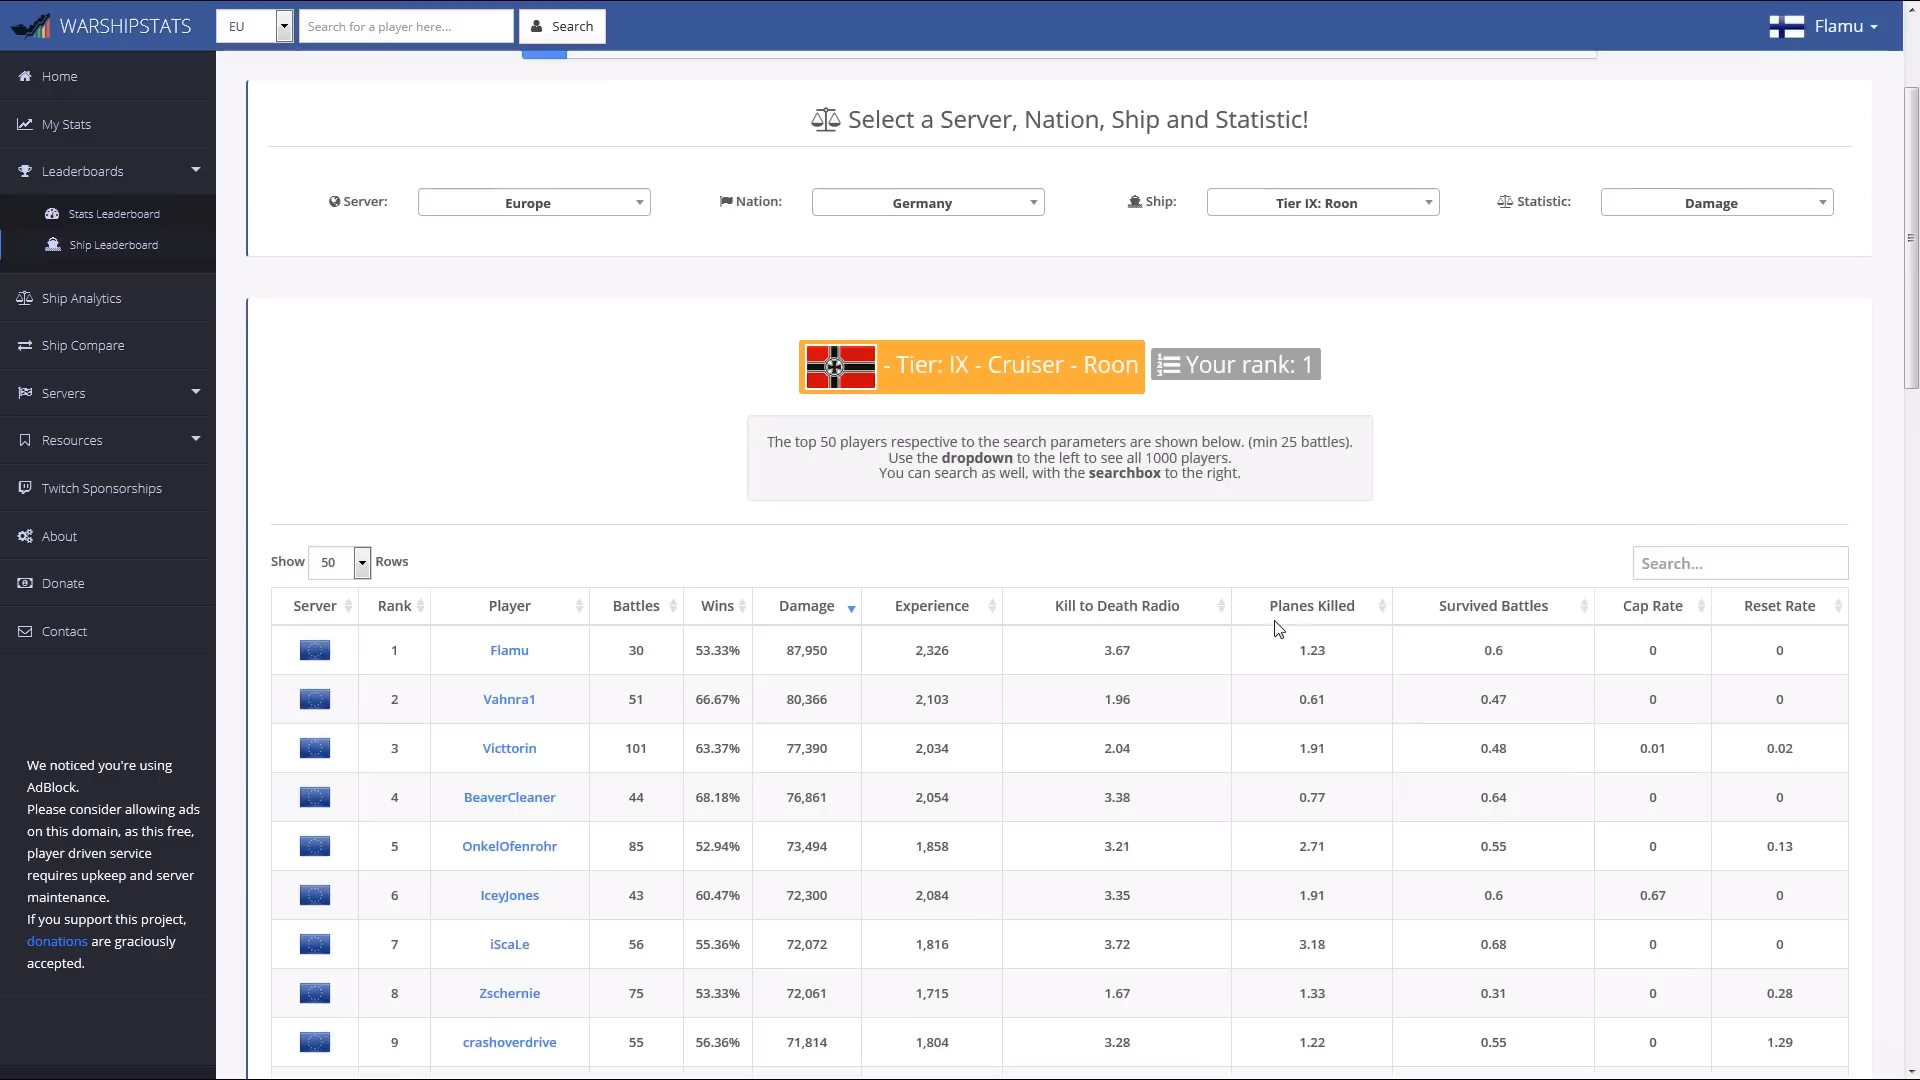 WARSHIPSTATS
EU
Search for a player here...
Search
Flamu
Home
My Stats
Leaderboards
Stats Leaderboard
Ship Leaderboard
Ship Analytics
Ship Compare
Servers
Resources
Twitch Sponsorships
About
Donate
Contact
We noticed you're using
AdBlock.
Please consider allowing ads
on this domain, as this free,
player driven service
requires upkeep and server
maintenance.
If you support this project,
donations are graciously
accepted.
Select a Server, Nation, Ship and Statistic!
Server: Europe Nation: Germany Ship: Tier IX: Roon Statistic: Damage
- Tier: IX - Cruiser - Roon Your rank: 1
The top 50 players respective to the search parameters are shown below. (min 25 battles).
Use the dropdown to the left to see all 1000 players.
You can search as well, with the searchbox to the right.
Show 50 Rows Search...
Server Rank Player Battles Wins Damage Experience Kill to Death Radio Planes Killed Survived Battles Cap Rate Reset Rate
1 Flamu 30 53.33% 87,950 2,326 3.67 1.23 0.6 0 0
2 Vahnra1 51 66.67% 80,366 2,103 1.96 0.61 0.47 0 0
3 Victtorin 101 63.37% 77,390 2,034 2.04 1.91 0.48 0.01 0.02
4 BeaverCleaner 44 68.18% 76,861 2,054 3.38 0.77 0.64 0 0
5 OnkelOfenrohr 85 52.94% 73,494 1,858 3.21 2.71 0.55 0 0.13
6 IceyJones 43 60.47% 72,300 2,084 3.35 1.91 0.6 0.67 0
7 iScaLe 56 55.36% 72,072 1,816 3.72 3.18 0.68 0 0
8 Zschernie 75 53.33% 72,061 1,715 1.67 1.33 0.31 0 0.28
9 crashoverdrive 55 56.36% 71,814 1,804 3.28 1.22 0.55 0 1.29